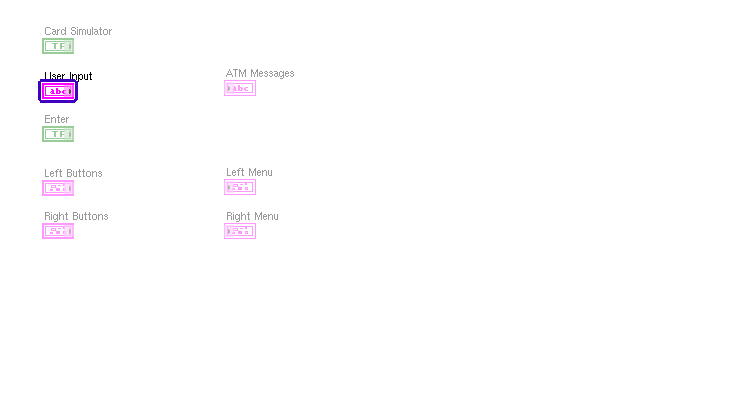 Card Simulator
TF
User Input
abc
ATM Messages
abc
Enter
TF
Left Buttons
Left Menu
Right Buttons
Right Menu